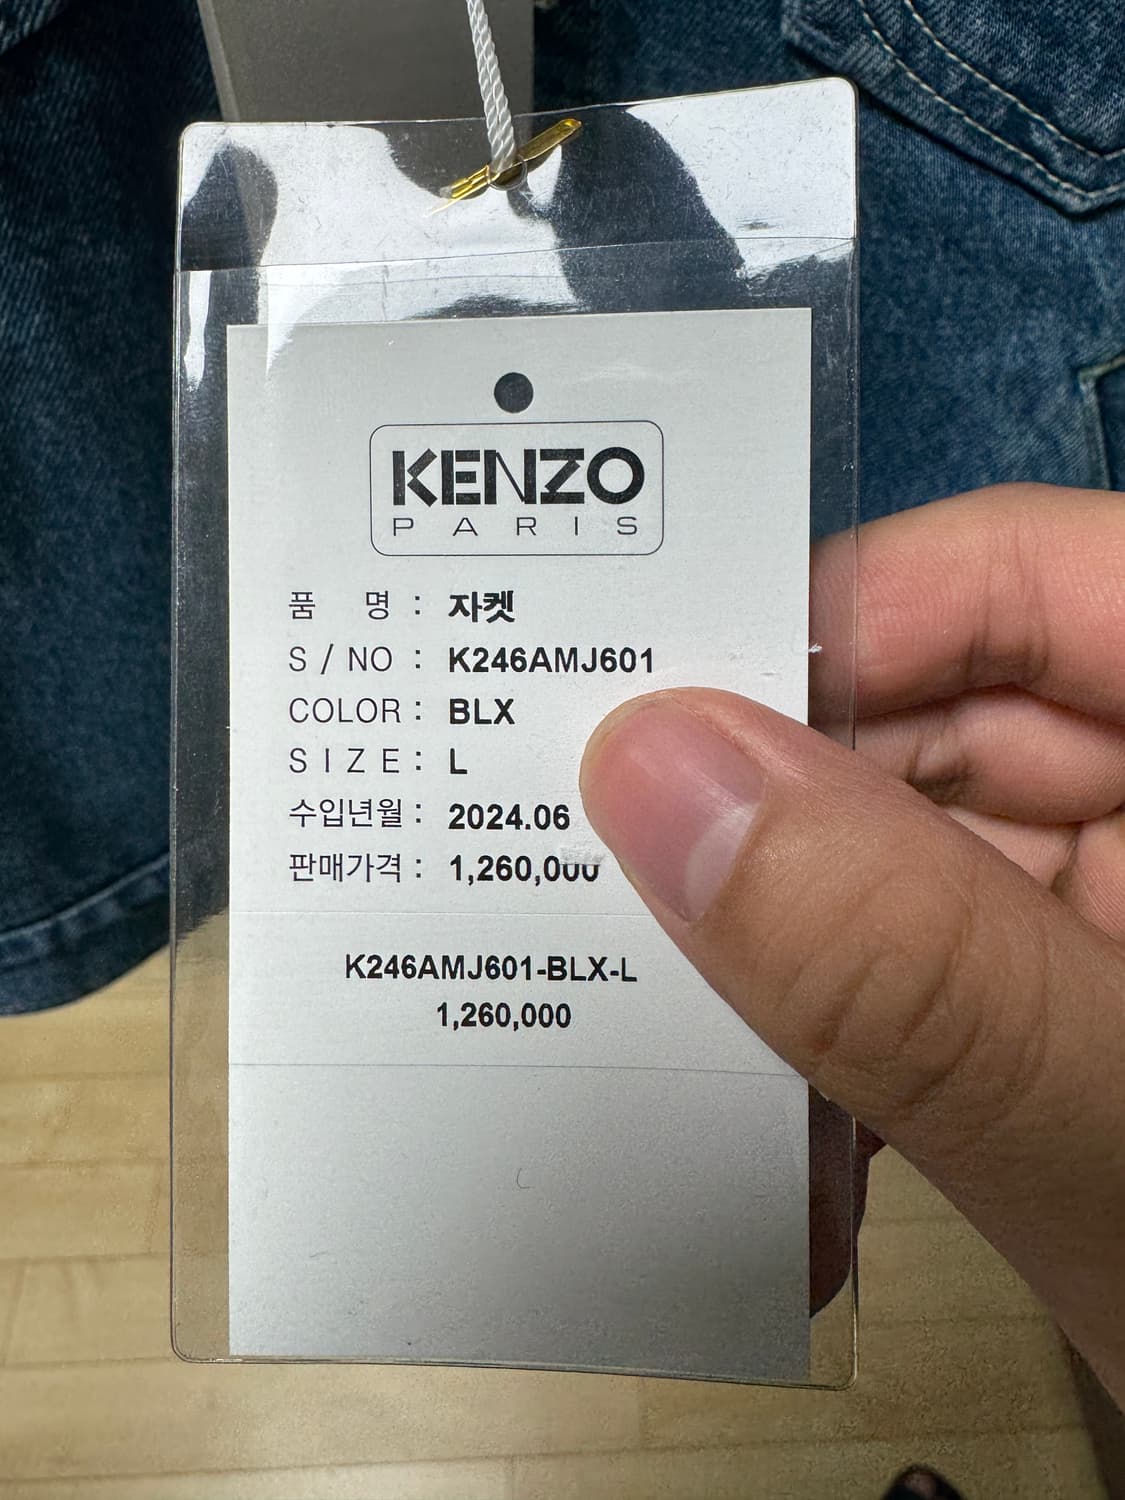 KENZO
PARIS
품 명 : 자켓
S / NO : K246AMJ601
COLOR : BLX
SIZE : L
수입년월 : 2024.06
판매가격 : 1,260,000
K246AMJ601-BLX-L
1,260,000